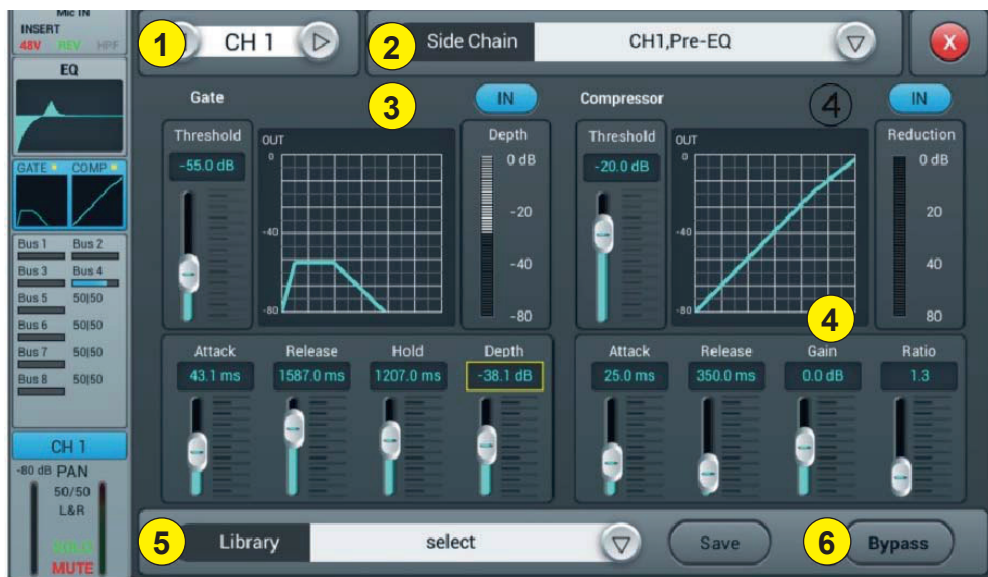 Mic IN
INSERT
48V REV HPF
EQ
GATE COMP
Bus 1 Bus 2
Bus 3 Bus 4
Bus 5 50|50
Bus 6 50|50
Bus 7 50|50
Bus 8 50|50
CH 1
-80 dB PAN
50/50
L&R
SOLO
MUTE
1 CH 1
2 Side Chain CH1,Pre-EQ
X
Gate 3 IN
Threshold
-55.0 dB
OUT
0
-40
-80
Depth
0 dB
-20
-40
-80
Attack Release Hold Depth
43.1 ms 1587.0 ms 1207.0 ms -38.1 dB
Compressor 4 IN
Threshold
-20.0 dB
OUT
0
-40
-80
4
Reduction
0 dB
20
40
80
Attack Release Gain Ratio
25.0 ms 350.0 ms 0.0 dB 1.3
5 Library select Save 6 Bypass